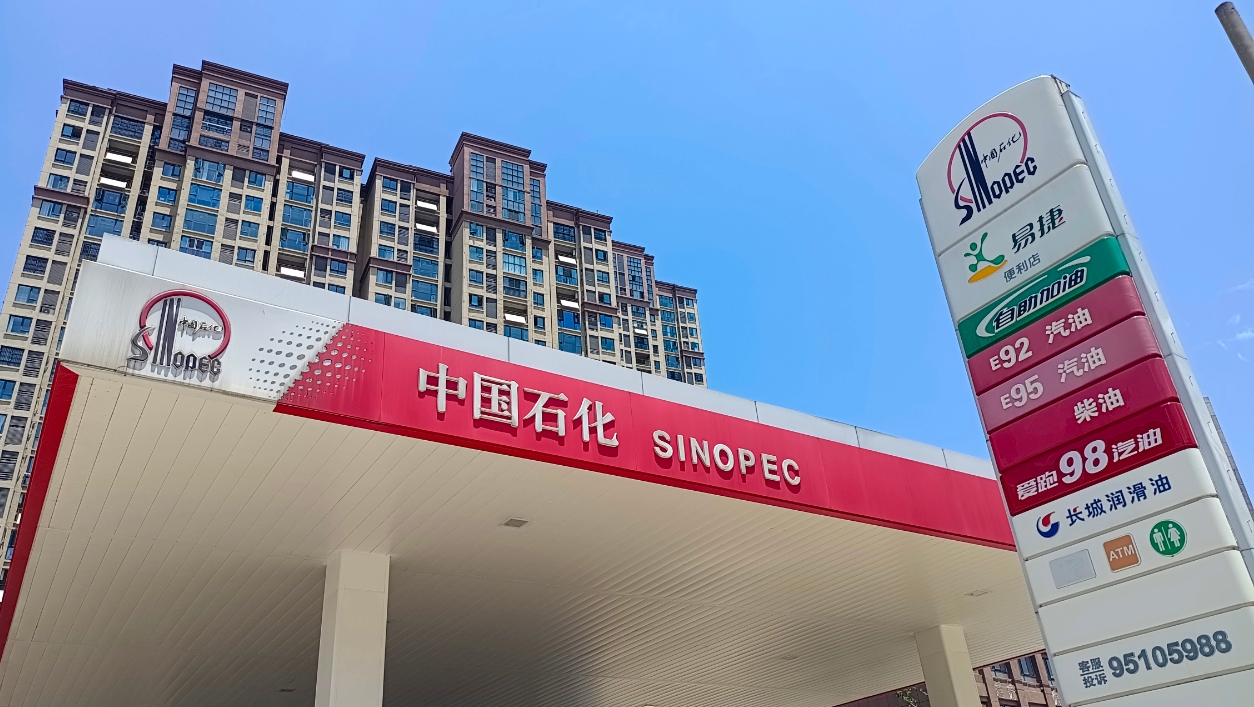 中国石化
SINOPEC
中国石化 SINOPEC
中国石化
SINOPEC
易捷
便利店
自助加油
E92 汽油
E95 汽油
柴油
爱跑98汽油
长城润滑油
ATM
客服
投诉
95105988